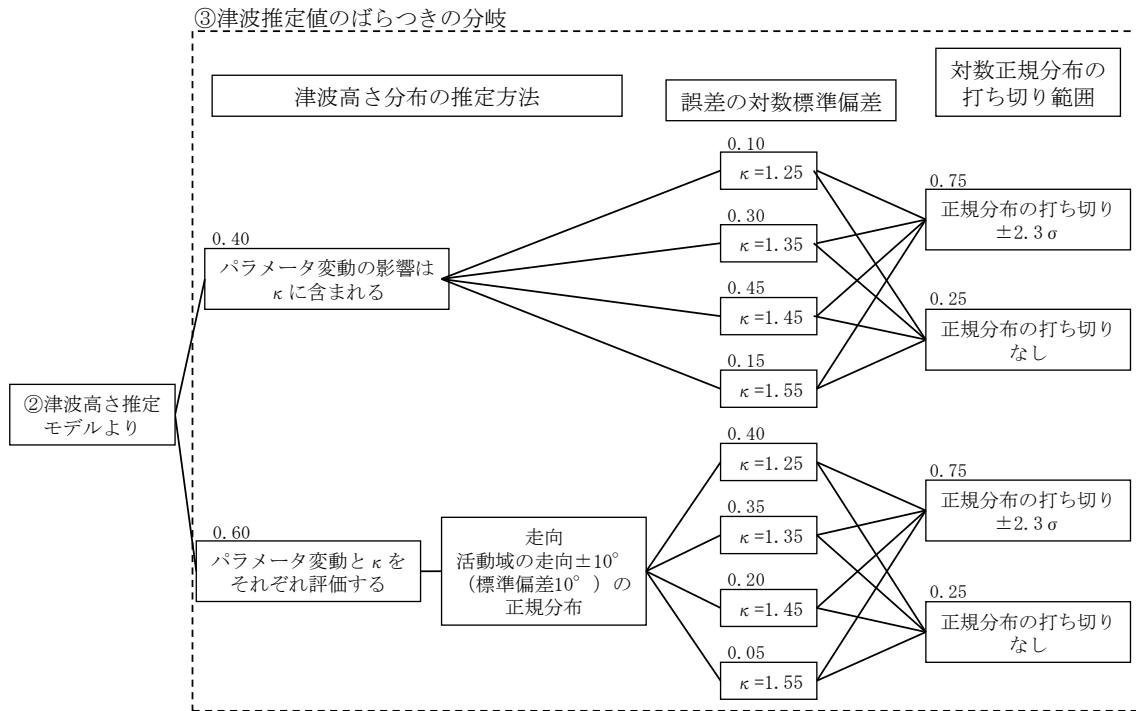 ③津波推定値のばらつきの分岐
津波高さ分布の推定方法
誤差の対数標準偏差
対数正規分布の
打ち切り範囲
0.40
パラメータ変動の影響は
κに含まれる
0.10
κ=1.25
0.30
κ=1.35
0.45
κ=1.45
0.15
κ=1.55
0.75
正規分布の打ち切り
±2.3σ
0.25
正規分布の打ち切り
なし
②津波高さ推定
モデルより
0.60
パラメータ変動とκを
それぞれ評価する
走向
活動域の走向±10°
(標準偏差10°)の
正規分布
0.40
κ=1.25
0.35
κ=1.35
0.20
κ=1.45
0.05
κ=1.55
0.75
正規分布の打ち切り
±2.3σ
0.25
正規分布の打ち切り
なし